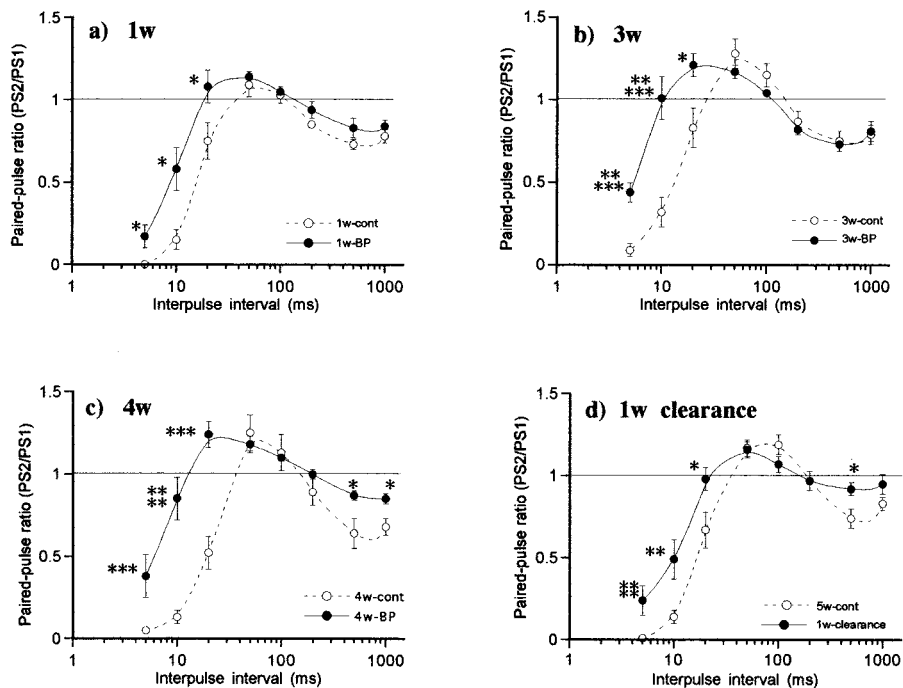 a) 1w
Paired-pulse ratio (PS2/PS1)
1.5
1
0.5
0
*
*
*
1w-cont
1w-BP
1 10 100 1000
Interpulse interval (ms)
b) 3w
Paired-pulse ratio (PS2/PS1)
1.5
1
0.5
0
**
***
*
**
***
3w-cont
3w-BP
1 10 100 1000
Interpulse interval (ms)
c) 4w
Paired-pulse ratio (PS2/PS1)
1.5
1
0.5
0
***
**
**
***
*
*
4w-cont
4w-BP
1 10 100 1000
Interpulse interval (ms)
d) 1w clearance
Paired-pulse ratio (PS2/PS1)
1.5
1
0.5
0
*
*
**
**
**
5w-cont
1w-clearance
1 10 100 1000
Interpulse interval (ms)